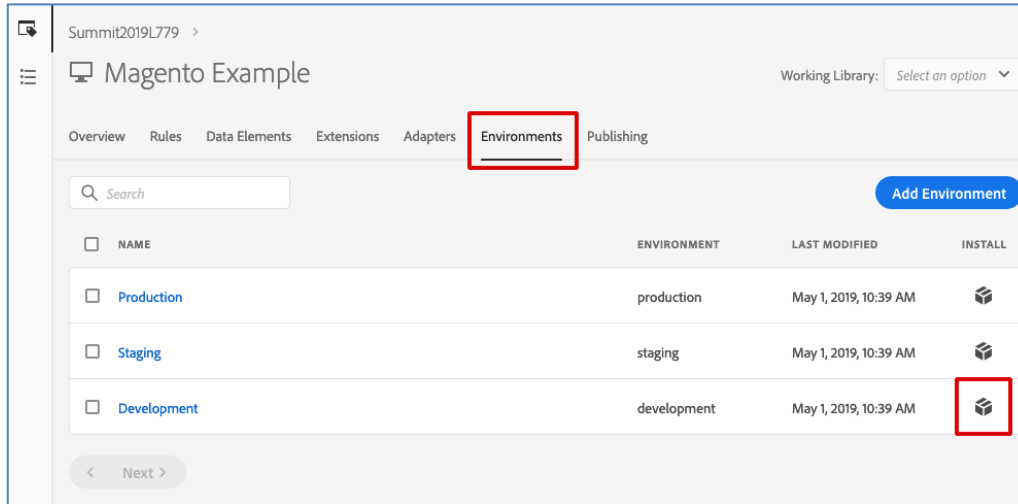 Summit2019L779 >
Magento Example
Working Library: Select an option
Overview Rules Data Elements Extensions Adapters Environments Publishing
Search
Add Environment
NAME ENVIRONMENT LAST MODIFIED INSTALL
Production production May 1, 2019, 10:39 AM
Staging staging May 1, 2019, 10:39 AM
Development development May 1, 2019, 10:39 AM
< Next >